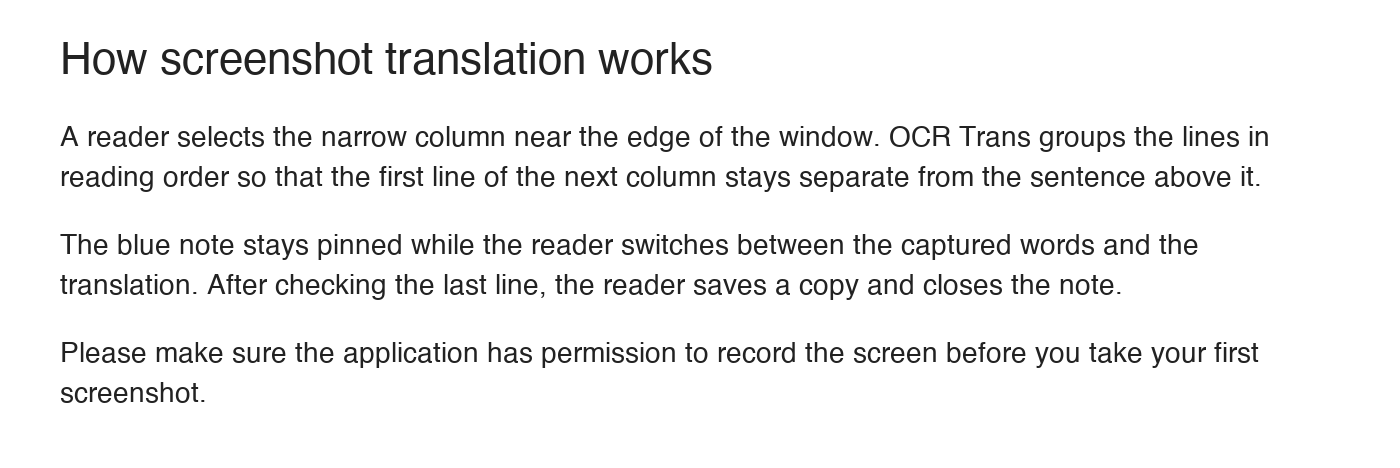 How screenshot translation works
A reader selects the narrow column near the edge of the window. OCR Trans groups the lines in
reading order so that the first line of the next column stays separate from the sentence above it.
The blue note stays pinned while the reader switches between the captured words and the
translation. After checking the last line, the reader saves a copy and closes the note.
Please make sure the application has permission to record the screen before you take your first
screenshot.